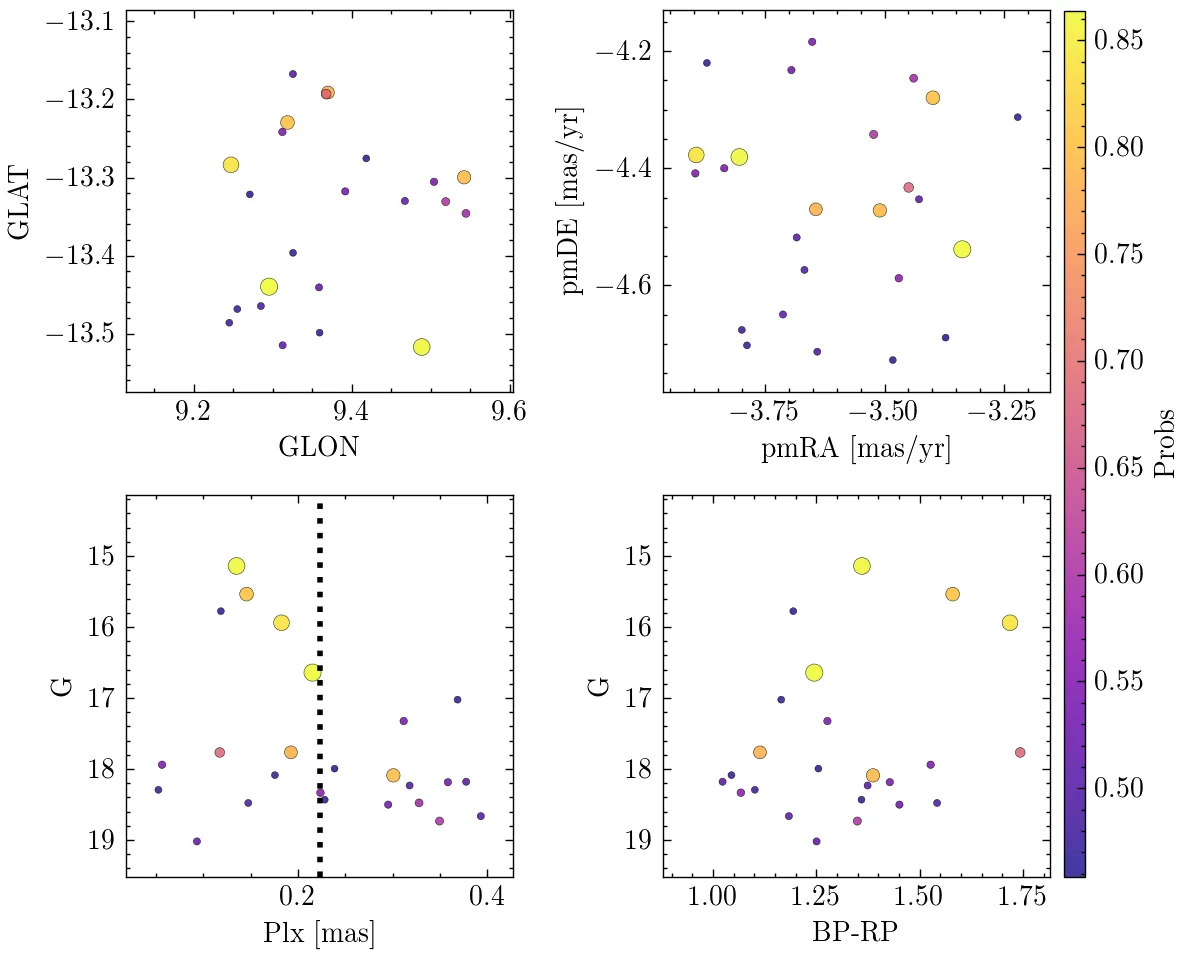 −13.1
−13.2
−13.3
−13.4
−13.5
GLAT
9.2 9.4 9.6
GLON
−4.2
−4.4
−4.6
pmDE [mas/yr]
−3.75 −3.50 −3.25
pmRA [mas/yr]
0.85
0.80
0.75
0.70
0.65
0.60
0.55
0.50
Probs
15
16
17
18
19
G
0.2 0.4
Plx [mas]
15
16
17
18
19
G
1.00 1.25 1.50 1.75
BP-RP